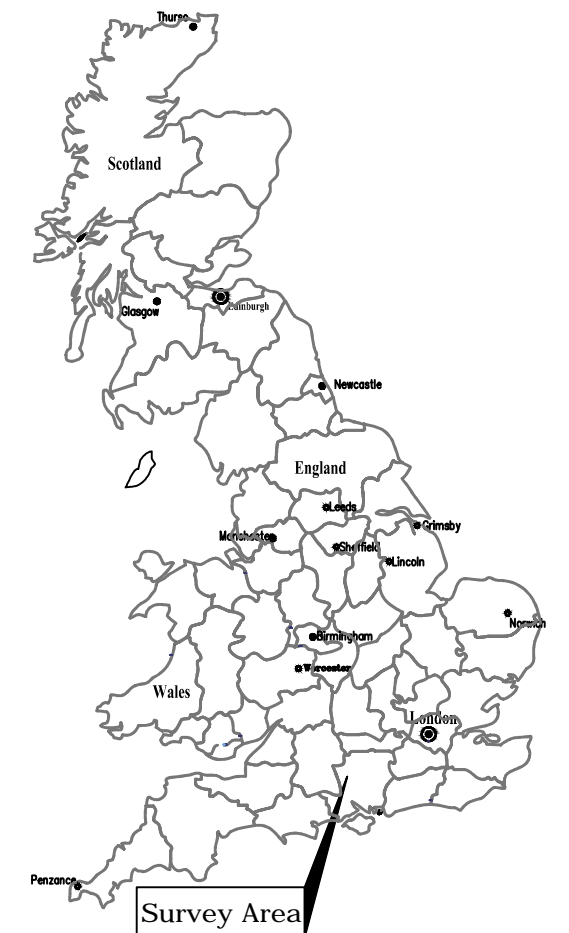 Thurso
Scotland
Edinburgh
Glasgow
Newcastle
England
Leeds
Grimsby
Manchester
Sheffield
Lincoln
Norwich
Birmingham
Worcester
Wales
London
Penzance
Survey Area